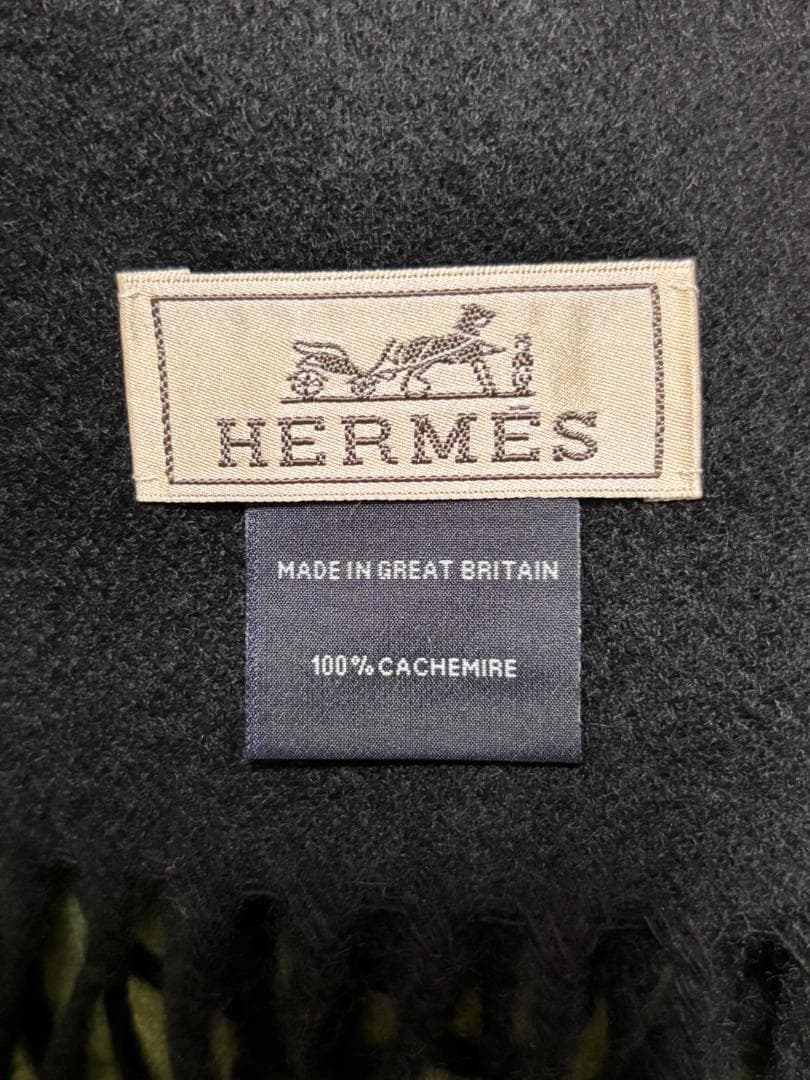 HERMÈS
MADE IN GREAT BRITAIN
100% CACHEMIRE